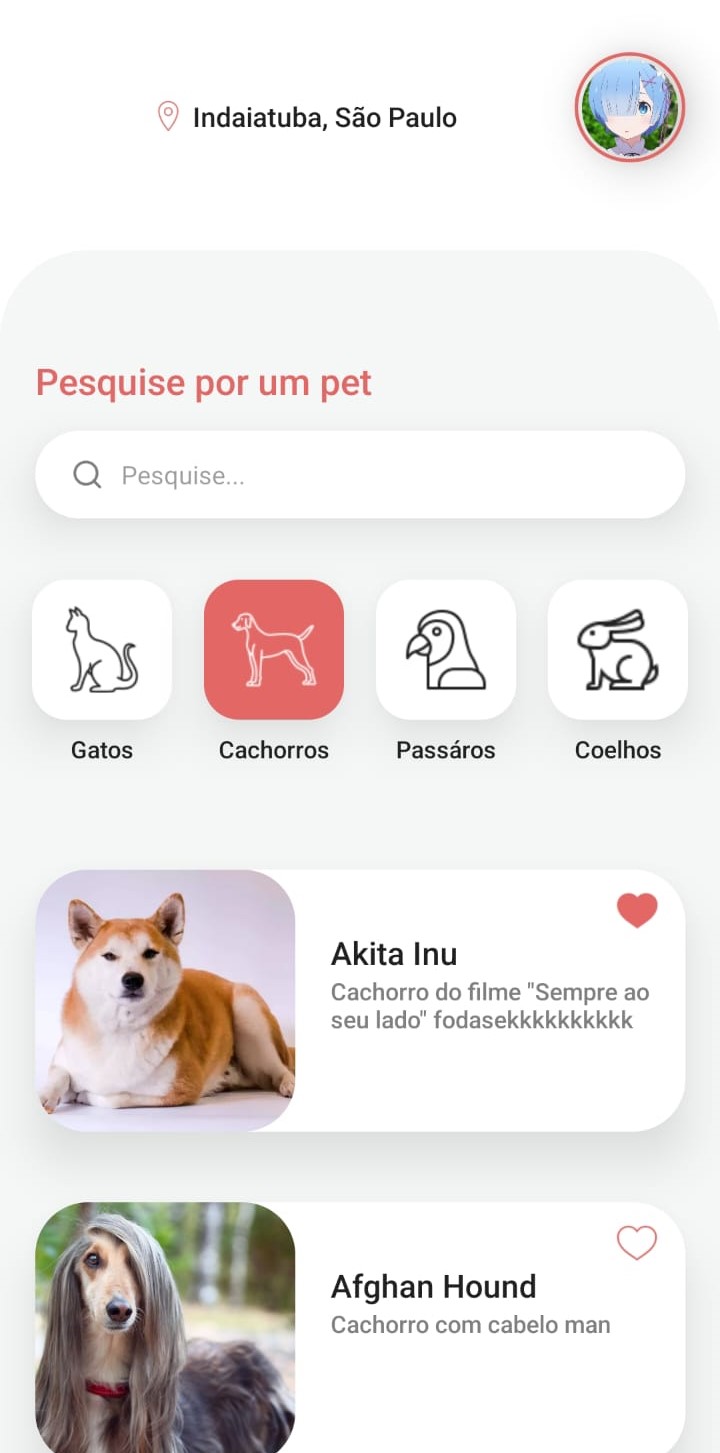 Indaiatuba, São Paulo
Pesquise por um pet
Pesquise...
Gatos
Cachorros
Passáros
Coelhos
Akita Inu
Cachorro do filme "Sempre ao
seu lado" fodasekkkkkkkkkk
Afghan Hound
Cachorro com cabelo man